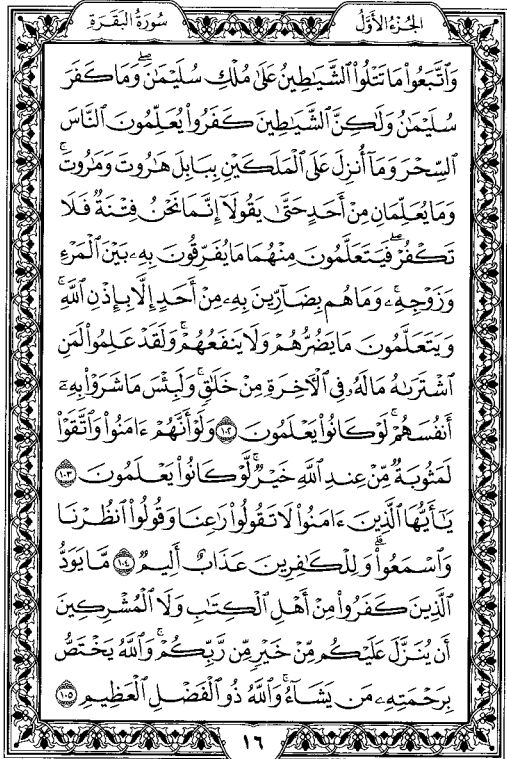 الجُزْءُ الأَوَّلُ سُورَةُ البَقَرَةِ
وَٱتَّبَعُوا۟ مَا تَتْلُوا۟ ٱلشَّيَـٰطِينُ عَلَىٰ مُلْكِ سُلَيْمَـٰنَۖ وَمَا كَفَرَ
سُلَيْمَـٰنُ وَلَـٰكِنَّ ٱلشَّيَـٰطِينَ كَفَرُوا۟ يُعَلِّمُونَ ٱلنَّاسَ
ٱلسِّحْرَ وَمَآ أُنزِلَ عَلَى ٱلْمَلَكَيْنِ بِبَابِلَ هَـٰرُوتَ وَمَـٰرُوتَۚ
وَمَا يُعَلِّمَانِ مِنْ أَحَدٍ حَتَّىٰ يَقُولَآ إِنَّمَا نَحْنُ فِتْنَةٌ فَلَا
تَكْفُرْۖ فَيَتَعَلَّمُونَ مِنْهُمَا مَا يُفَرِّقُونَ بِهِۦ بَيْنَ ٱلْمَرْءِ
وَزَوْجِهِۦۚ وَمَا هُم بِضَآرِّينَ بِهِۦ مِنْ أَحَدٍ إِلَّا بِإِذْنِ ٱللَّهِۚ
وَيَتَعَلَّمُونَ مَا يَضُرُّهُمْ وَلَا يَنفَعُهُمْۚ وَلَقَدْ عَلِمُوا۟ لَمَنِ
ٱشْتَرَىٰهُ مَا لَهُۥ فِى ٱلْـَٔاخِرَةِ مِنْ خَلَـٰقٍۚ وَلَبِئْسَ مَا شَرَوْا۟ بِهِۦٓ
أَنفُسَهُمْۚ لَوْ كَانُوا۟ يَعْلَمُونَ ١٠٢ وَلَوْ أَنَّهُمْ ءَامَنُوا۟ وَٱتَّقَوْا۟
لَمَثُوبَةٌ مِّنْ عِندِ ٱللَّهِ خَيْرٌۖ لَّوْ كَانُوا۟ يَعْلَمُونَ ١٠٣
يَـٰٓأَيُّهَا ٱلَّذِينَ ءَامَنُوا۟ لَا تَقُولُوا۟ رَٰعِنَا وَقُولُوا۟ ٱنظُرْنَا
وَٱسْمَعُوا۟ۗ وَلِلْكَـٰفِرِينَ عَذَابٌ أَلِيمٌ ١٠٤ مَّا يَوَدُّ
ٱلَّذِينَ كَفَرُوا۟ مِنْ أَهْلِ ٱلْكِتَـٰبِ وَلَا ٱلْمُشْرِكِينَ
أَن يُنَزَّلَ عَلَيْكُم مِّنْ خَيْرٍ مِّن رَّبِّكُمْۗ وَٱللَّهُ يَخْتَصُّ
بِرَحْمَتِهِۦ مَن يَشَآءُۚ وَٱللَّهُ ذُو ٱلْفَضْلِ ٱلْعَظِيمِ ١٠٥
١٦